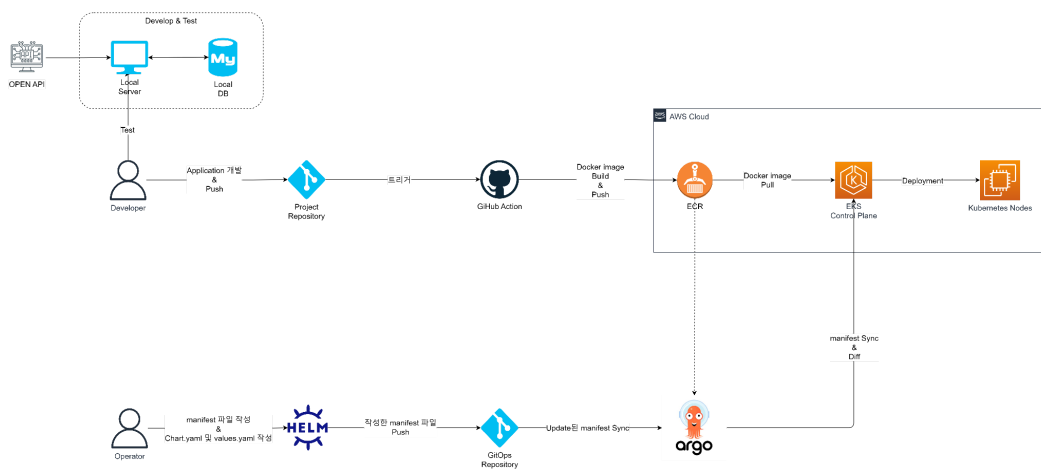 Develop & Test
OPEN API
Local
Server
My
Local
DB
Test
AWS Cloud
aws
Developer
Application 개발
&
Push
Project
Repository
트리거
GiHub Action
Docker image
Build
&
Push
ECR
Docker image
Pull
EKS
Control Plane
Deployment
Kubernetes Nodes
manifest Sync
&
Diff
Operator
manifest 파일 작성
&
Chart.yaml 및 values.yaml 작성
HELM
작성한 manifest 파일
Push
GitOps
Repository
Update된 manifest Sync
argo